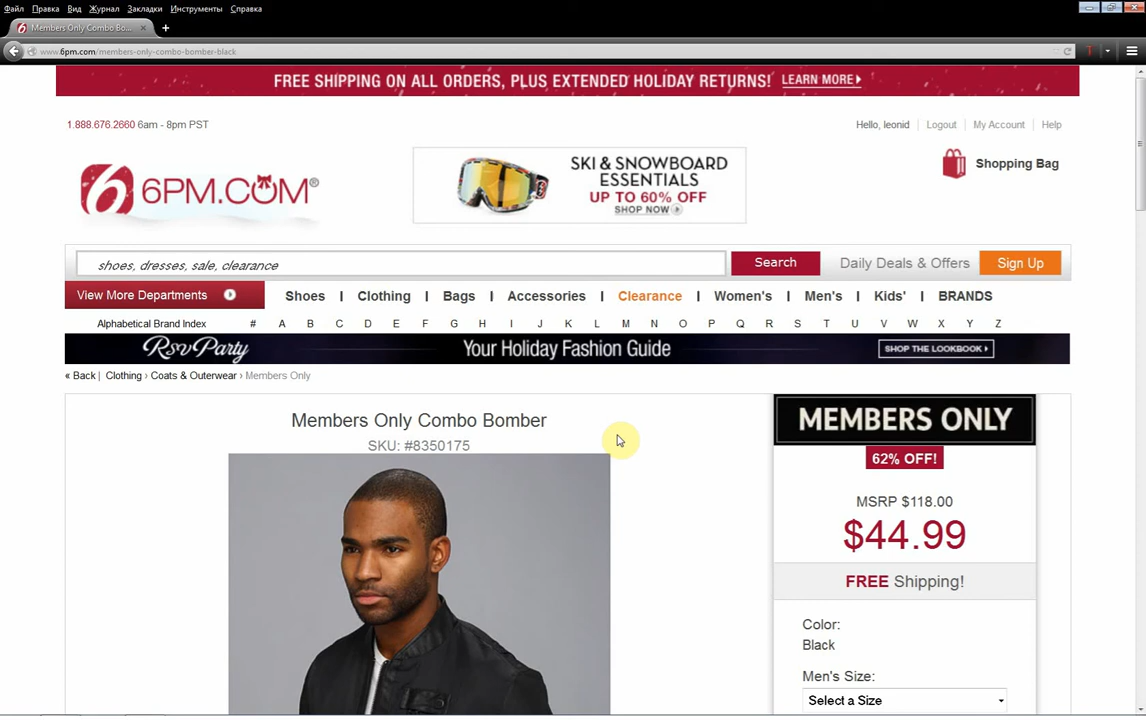 Файл Правка Вид Журнал Закладки Инструменты Справка
Members Only Combo Bo...
www.6pm.com/members-only-combo-bomber-black
FREE SHIPPING ON ALL ORDERS, PLUS EXTENDED HOLIDAY RETURNS! LEARN MORE
1.888.676.2660 6am - 8pm PST
Hello, leonid Logout My Account Help
6PM.COM®
SKI & SNOWBOARD
ESSENTIALS
UP TO 60% OFF
SHOP NOW
Shopping Bag
shoes, dresses, sale, clearance
Search
Daily Deals & Offers
Sign Up
View More Departments
Shoes | Clothing | Bags | Accessories | Clearance | Women's | Men's | Kids' | BRANDS
Alphabetical Brand Index # A B C D E F G H I J K L M N O P Q R S T U V W X Y Z
Rsv Party Your Holiday Fashion Guide SHOP THE LOOKBOOK
« Back | Clothing › Coats & Outerwear › Members Only
Members Only Combo Bomber
SKU: #8350175
MEMBERS ONLY
62% OFF!
MSRP $118.00
$44.99
FREE Shipping!
Color:
Black
Men's Size:
Select a Size